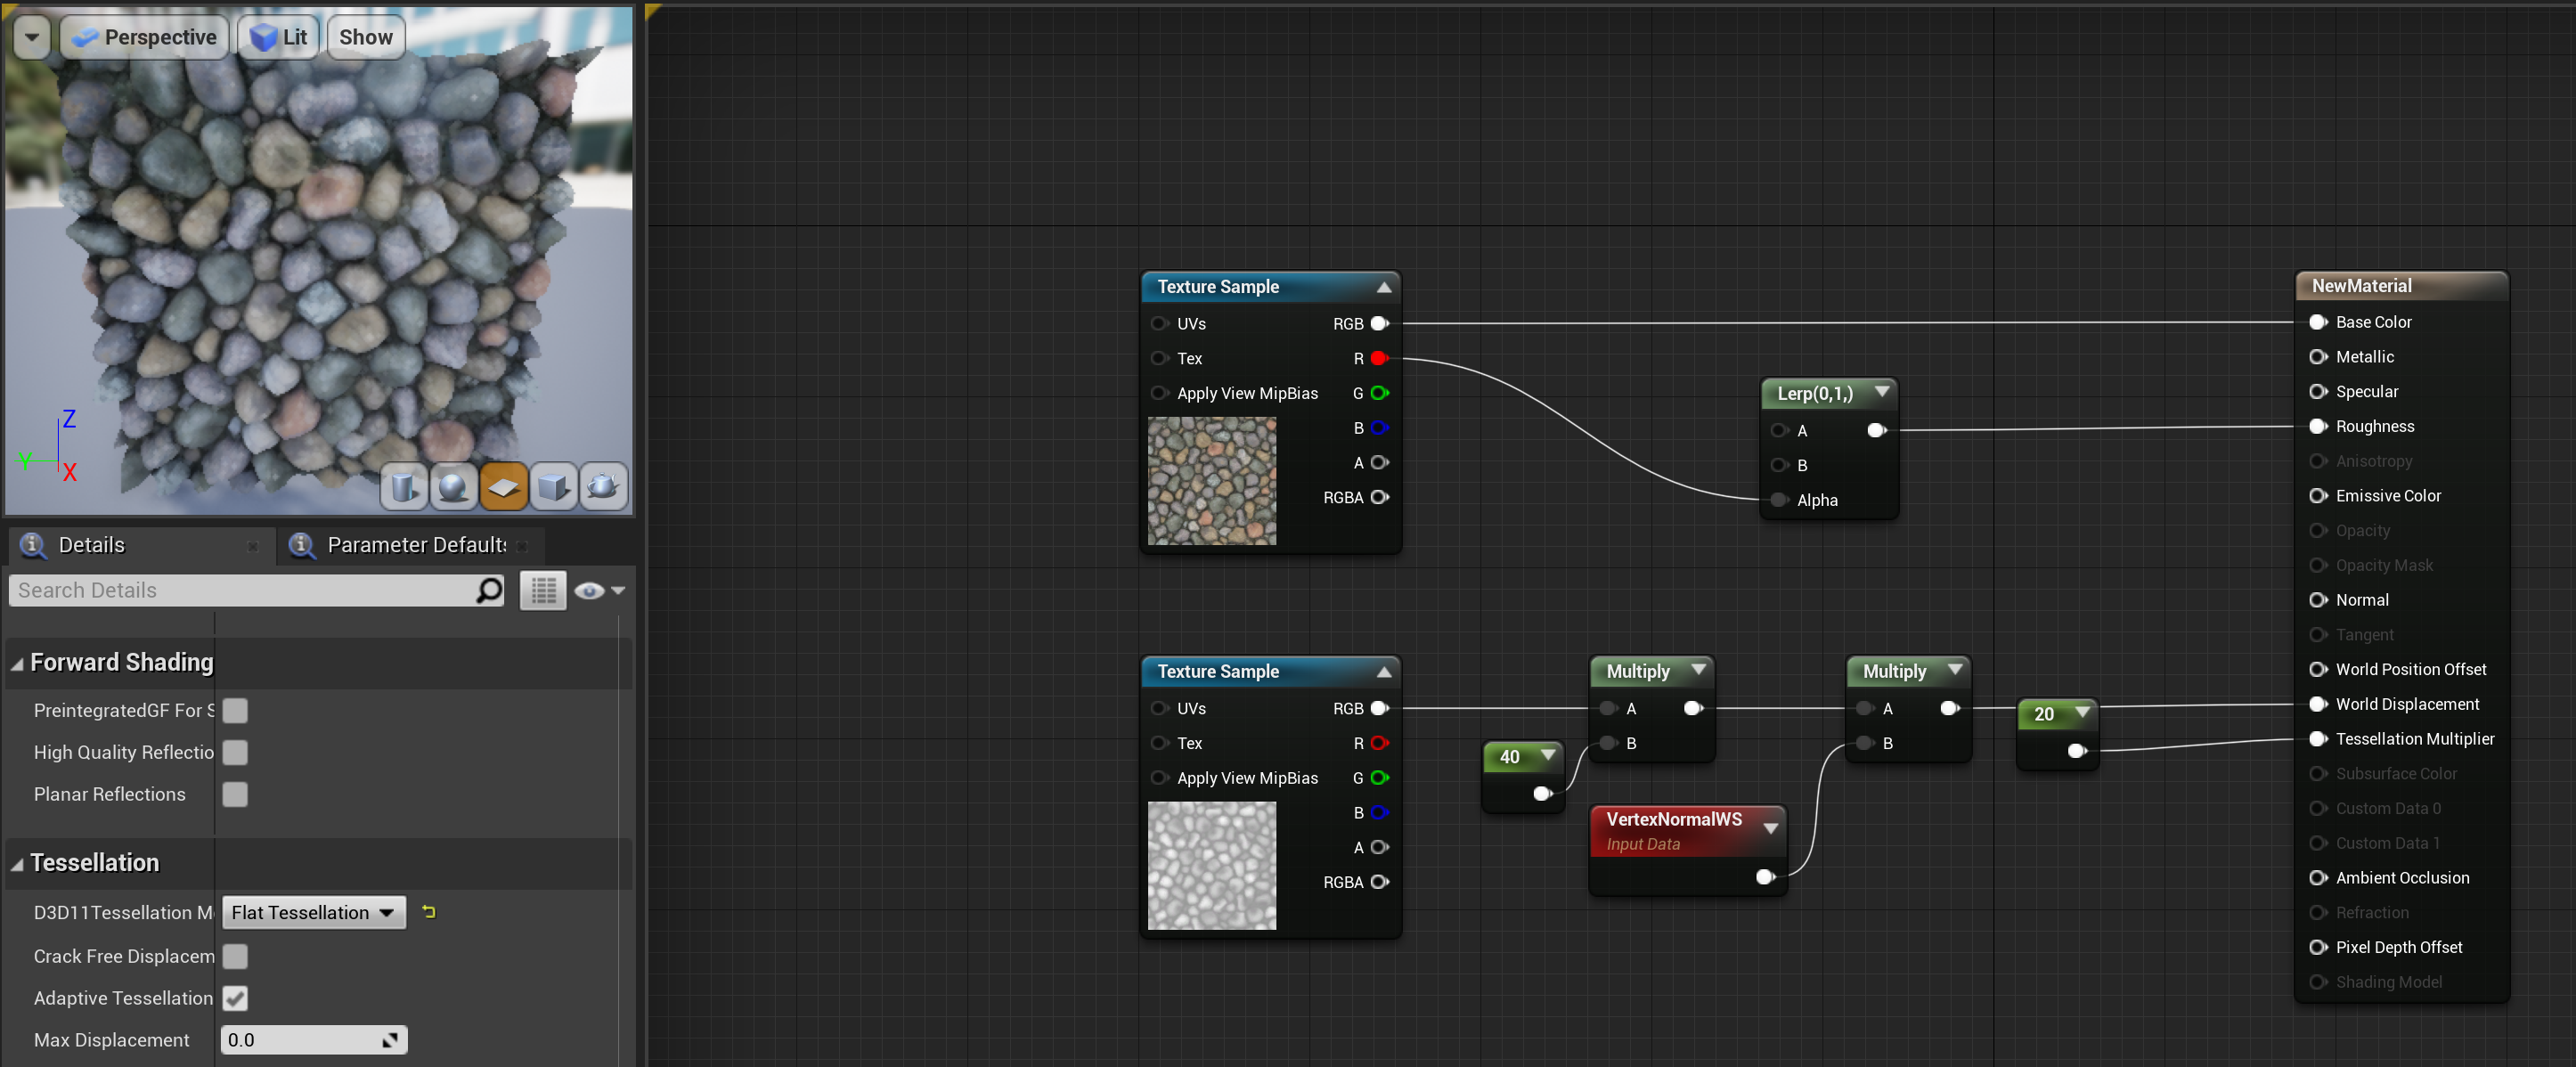 Perspective
Lit
Show
Z
Y
X
Details
Parameter Default
Search Details
Forward Shading
PreintegratedGF For S
High Quality Reflectio
Planar Reflections
Tessellation
D3D11Tessellation M
Flat Tessellation
Crack Free Displacem
Adaptive Tessellation
Max Displacement
0.0
Texture Sample
UVs
RGB
Tex
R
Apply View MipBias
G
B
A
RGBA
Lerp(0,1,)
A
B
Alpha
Texture Sample
UVs
RGB
Tex
R
Apply View MipBias
G
B
A
RGBA
40
Multiply
A
B
VertexNormalWS
Input Data
Multiply
A
B
20
NewMaterial
Base Color
Metallic
Specular
Roughness
Anisotropy
Emissive Color
Opacity
Opacity Mask
Normal
Tangent
World Position Offset
World Displacement
Tessellation Multiplier
Subsurface Color
Custom Data 0
Custom Data 1
Ambient Occlusion
Refraction
Pixel Depth Offset
Shading Model